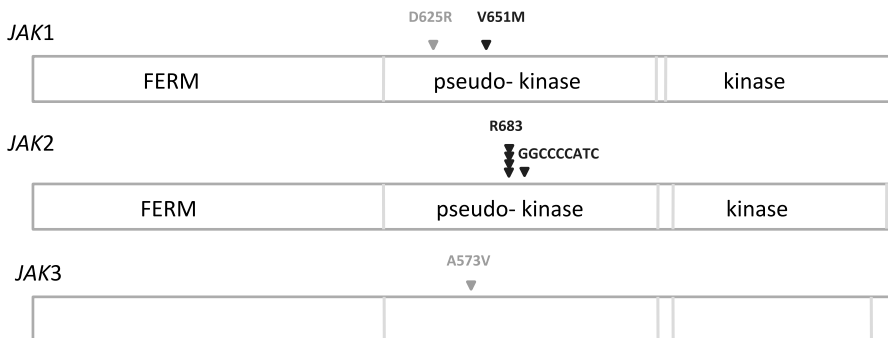 D625R V651M
JAK1
FERM pseudo- kinase kinase
R683
JAK2
GGCCCCATC
FERM pseudo- kinase kinase
A573V
JAK3